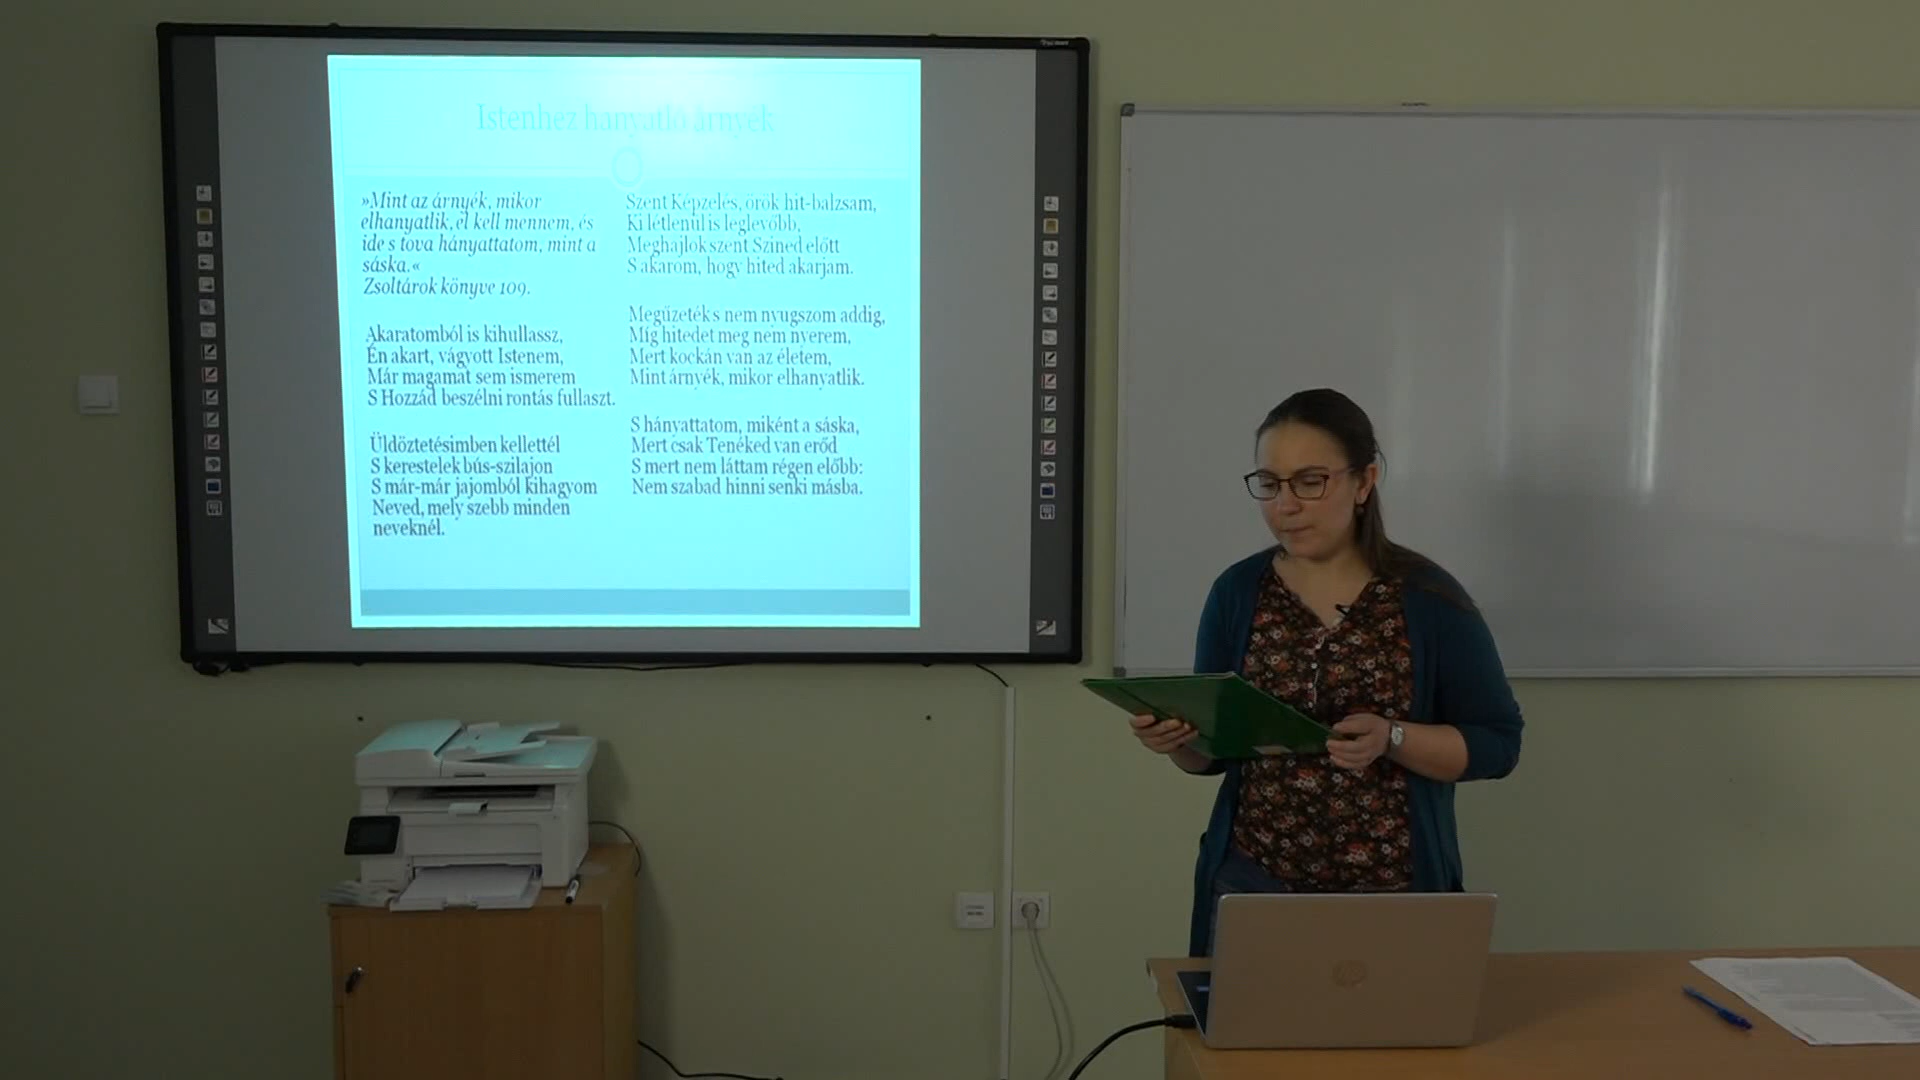 Istenhez hanyatló árnyék
»Mint az árnyék, mikor
elhanyatlik, el kell mennem, és
ide s tova hányattatom, mint a
sáska.«
Zsoltárok könyve 109.
Akaratomból is kihullassz,
Én akart, vágyott Istenem,
Már magamat sem ismerem
S Hozzád beszélni rontás fullaszt.
Üldöztetésimben kellettél
S kerestelek bús-szilajon
S már-már jajomból kihagyom
Neved, mely szebb minden
neveknél.
Szent Képzelés, örök hit-balzsam,
Ki létlenül is leglevőbb,
Meghajlok szent Szined előtt
S akarom, hogy hited akarjam.
Megűzeték s nem nyugszom addig,
Míg hitedet meg nem nyerem,
Mert kockán van az életem,
Mint árnyék, mikor elhanyatlik.
S hányattatom, miként a sáska,
Mert csak Tenéked van erőd
S mert nem láttam régen előbb:
Nem szabad hinni senki másba.
hp